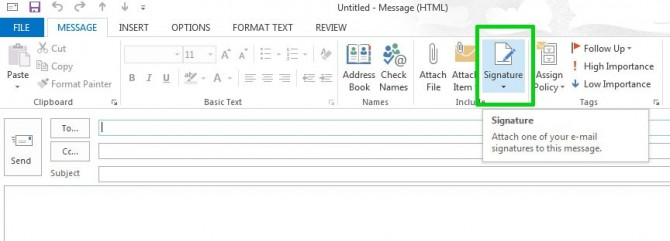 Untitled - Message (HTML)
FILE MESSAGE INSERT OPTIONS FORMAT TEXT REVIEW
Paste
Cut
Copy
Format Painter
Clipboard
11
B I U
A
Basic Text
Address Book
Check Names
Names
Attach File
Attach Item
Signature
Include
Assign Policy
Follow Up
High Importance
Low Importance
Tags
Signature
Attach one of your e-mail
signatures to this message.
Send
To...
Cc...
Subject